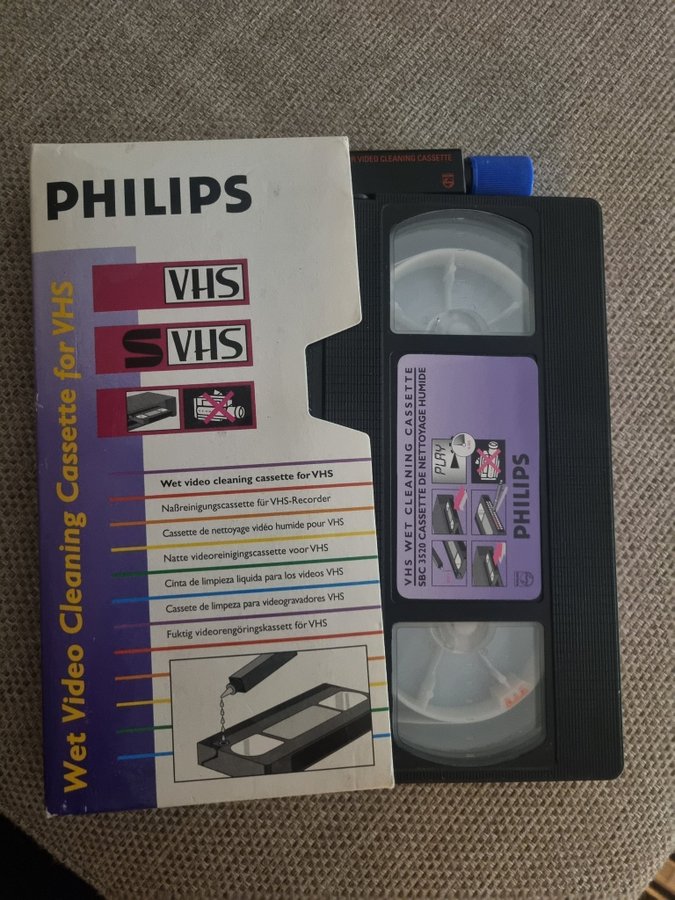 PHILIPS
Wet Video Cleaning Cassette for VHS
VHS
S VHS
Wet video cleaning cassette for VHS
Naßreinigungscassette für VHS-Recorder
Cassette de nettoyage vidéo humide pour VHS
Natte videoreinigingscassette voor VHS
Cinta de limpieza liquida para los videos VHS
Cassete de limpeza para videogravadores VHS
Fuktig videorengöringskassett för VHS
R VIDEO CLEANING CASSETTE
VHS WET CLEANING CASSETTE
SBC 3520 CASSETTE DE NETTOYAGE HUMIDE
PLAY
PHILIPS